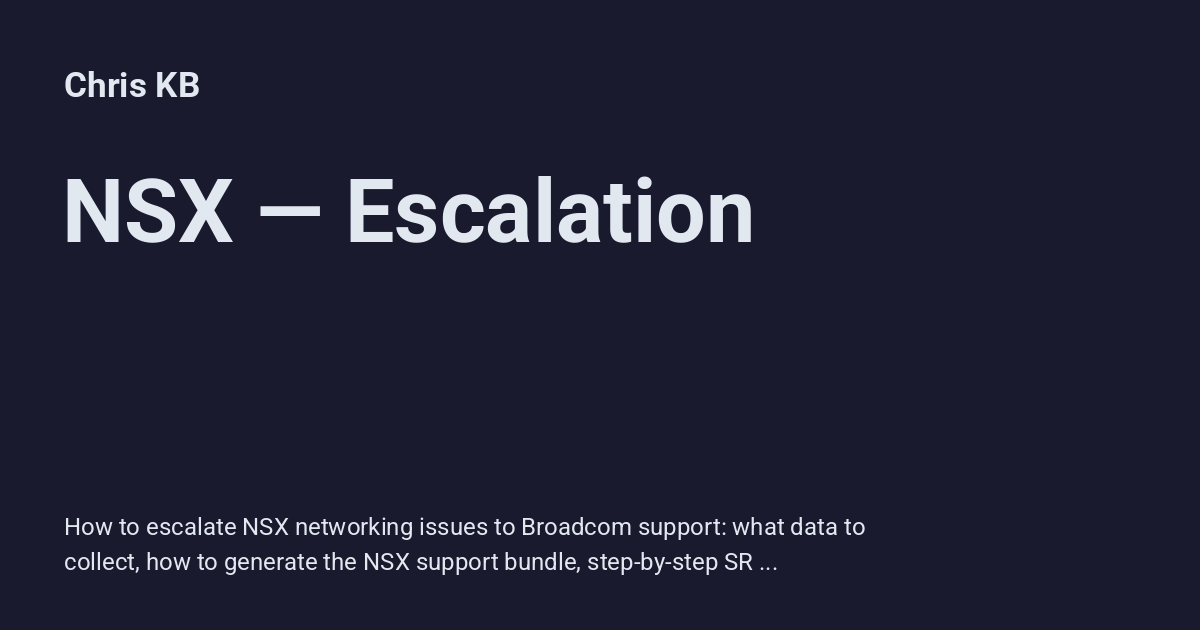 Chris KB
NSX — Escalation
How to escalate NSX networking issues to Broadcom support: what data to
collect, how to generate the NSX support bundle, step-by-step SR ...